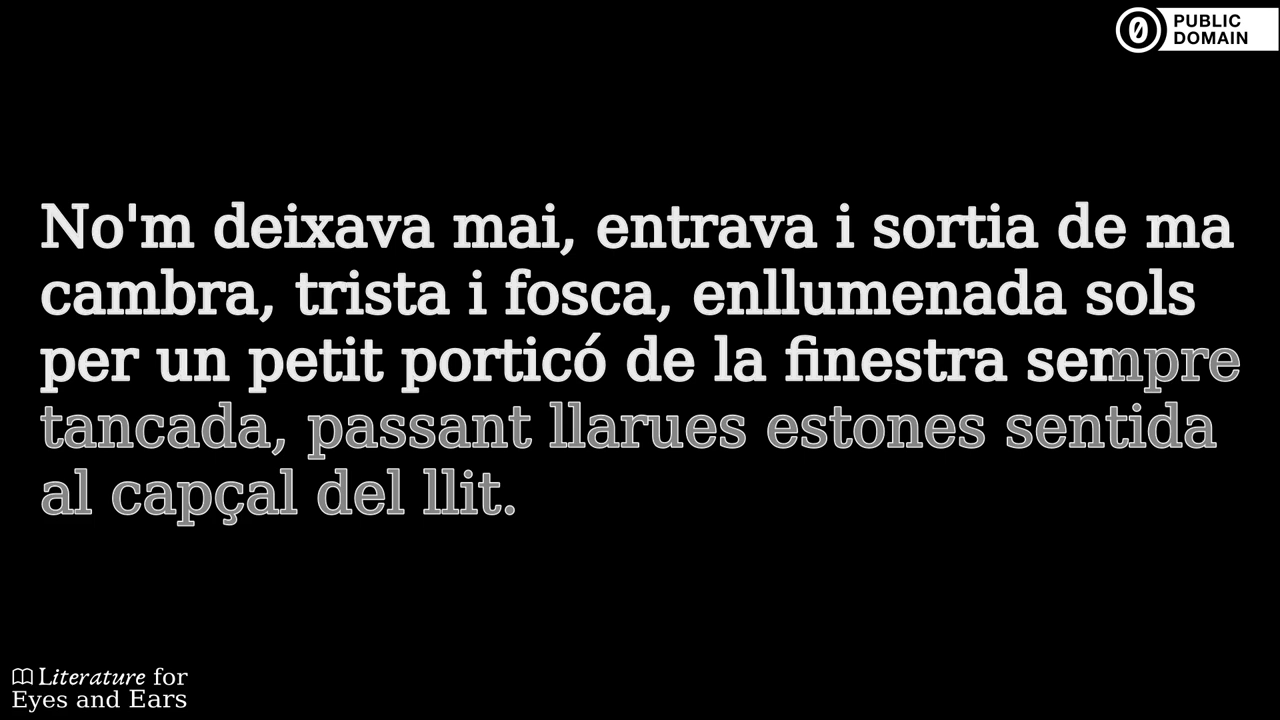 PUBLIC
DOMAIN
No'm deixava mai, entrava i sortia de ma
cambra, trista i fosca, enllumenada sols
per un petit porticó de la finestra sempre
tancada, passant llarues estones sentida
al capçal del llit.
Literature for
Eyes and Ears